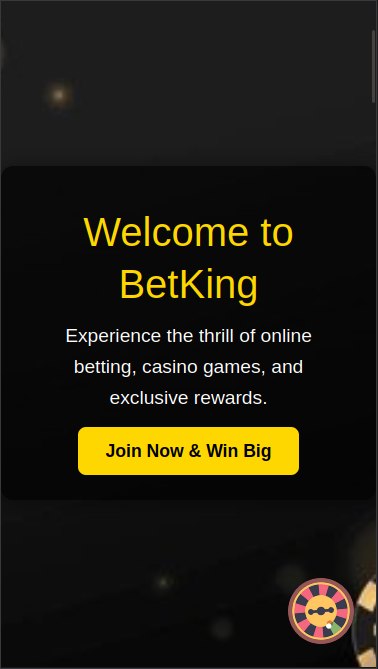 Welcome to
BetKing
Experience the thrill of online
betting, casino games, and
exclusive rewards.
Join Now & Win Big